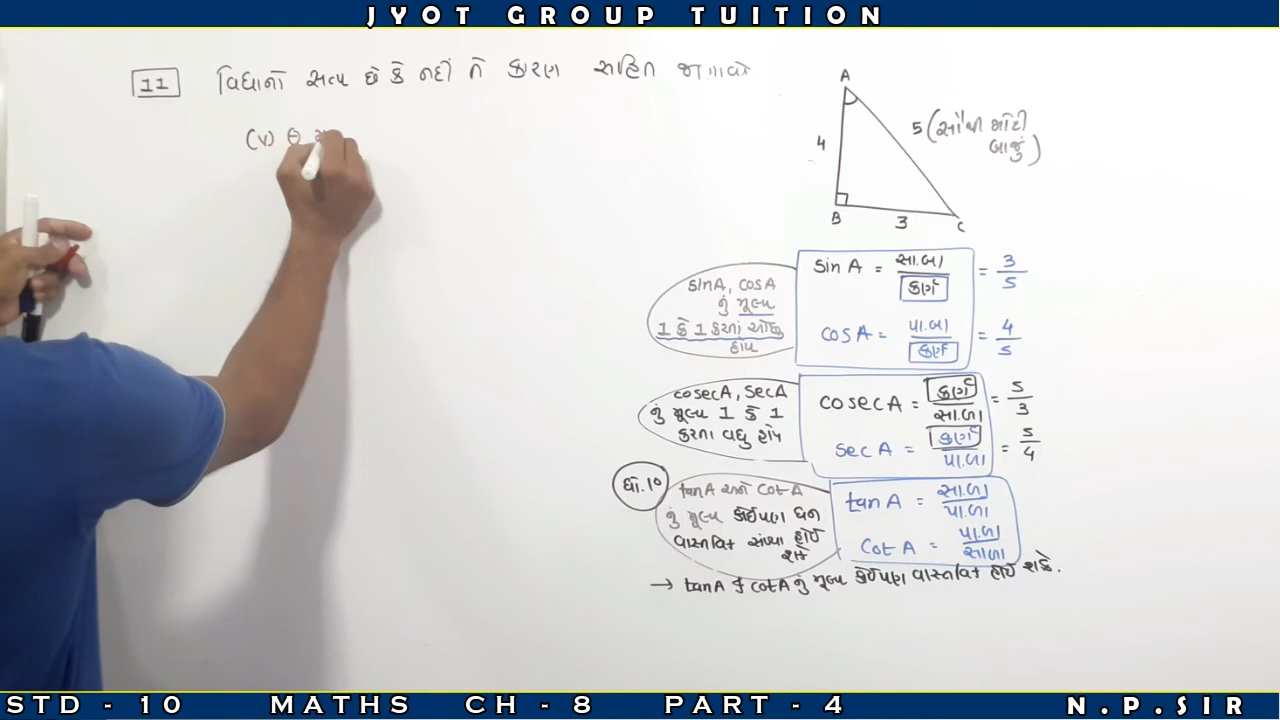 JYOT GROUP TUITION
11 વિધાનો સત્ય છે કે નહીં તે કારણ સહિત જણાવો
(v) θ
A
4
5 (સૌથી મોટી બાજું)
B
3
C
sinA, cosA
નું મૂલ્ય
1 કે 1 કરતાં ઓછુ
હોય
sin A = સા.બા / કર્ણ = 3/5
cos A = પા.બા / કર્ણ = 4/5
cosecA, secA
નું મૂલ્ય 1 કે 1
કરતા વધુ હોય
cosec A = કર્ણ / સા.બા = 5/3
sec A = કર્ણ / પા.બા = 5/4
ધો.10
tanA અને cotA
નું મૂલ્ય કોઈપણ ધન
વાસ્તવિક સંખ્યા હોઈ
શકે
tan A = સા.બા / પા.બા
cot A = પા.બા / સા.બા
→ tanA કે cotA નું મૂલ્ય કોઈપણ વાસ્તવિક હોઈ શકે.
STD - 10 MATHS CH - 8 PART - 4 N.P.SIR